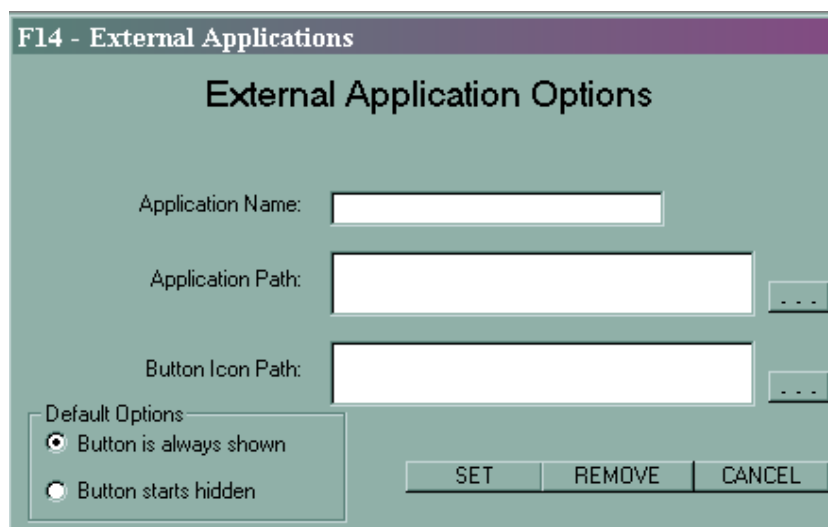 F14 - External Applications
External Application Options
Application Name:
Application Path:
. . .
Button Icon Path:
. . .
Default Options
Button is always shown
Button starts hidden
SET REMOVE CANCEL